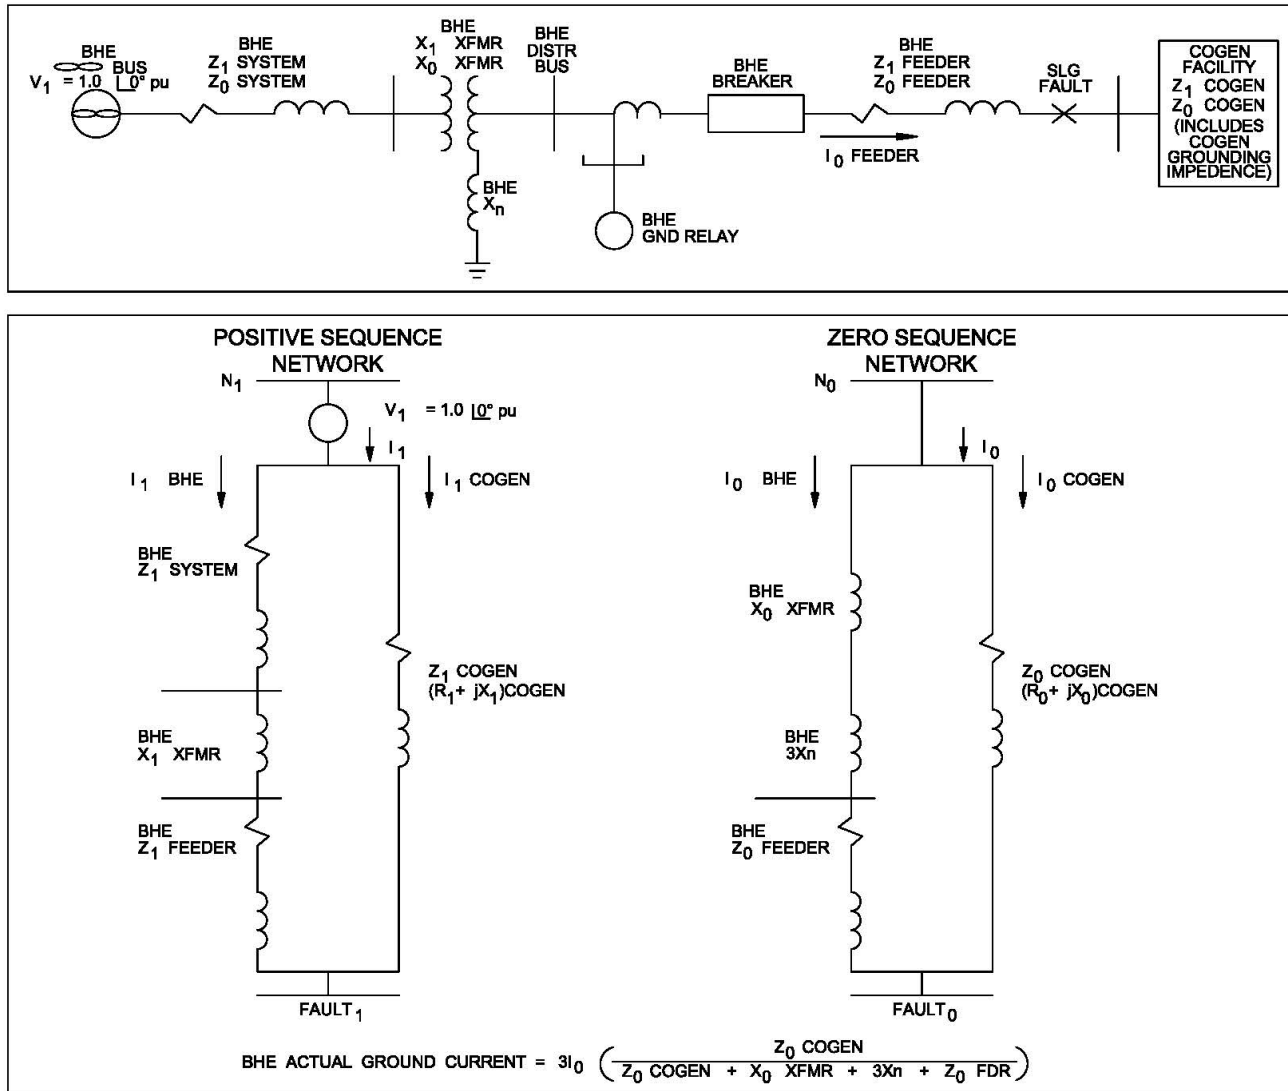 BHE
BUS
V1 = 1.0 ∠0° pu
BHE
Z1 SYSTEM
Z0 SYSTEM
BHE
X1 XFMR
X0 XFMR
BHE
DISTR
BUS
BHE
Xn
BHE
GND RELAY
BHE
BREAKER
BHE
Z1 FEEDER
Z0 FEEDER
I0 FEEDER
SLG
FAULT
COGEN
FACILITY
Z1 COGEN
Z0 COGEN
(INCLUDES
COGEN
GROUNDING
IMPEDENCE)
POSITIVE SEQUENCE
NETWORK
N1
V1 = 1.0 ∠0° pu
I1
I1 BHE
I1 COGEN
BHE
Z1 SYSTEM
Z1 COGEN
(R1+ jX1)COGEN
BHE
X1 XFMR
BHE
Z1 FEEDER
FAULT1
ZERO SEQUENCE
NETWORK
N0
I0
I0 BHE
I0 COGEN
BHE
X0 XFMR
Z0 COGEN
(R0+ jX0)COGEN
BHE
3Xn
BHE
Z0 FEEDER
FAULT0
BHE ACTUAL GROUND CURRENT = 3I0 ( Z0 COGEN / Z0 COGEN + X0 XFMR + 3Xn + Z0 FDR )